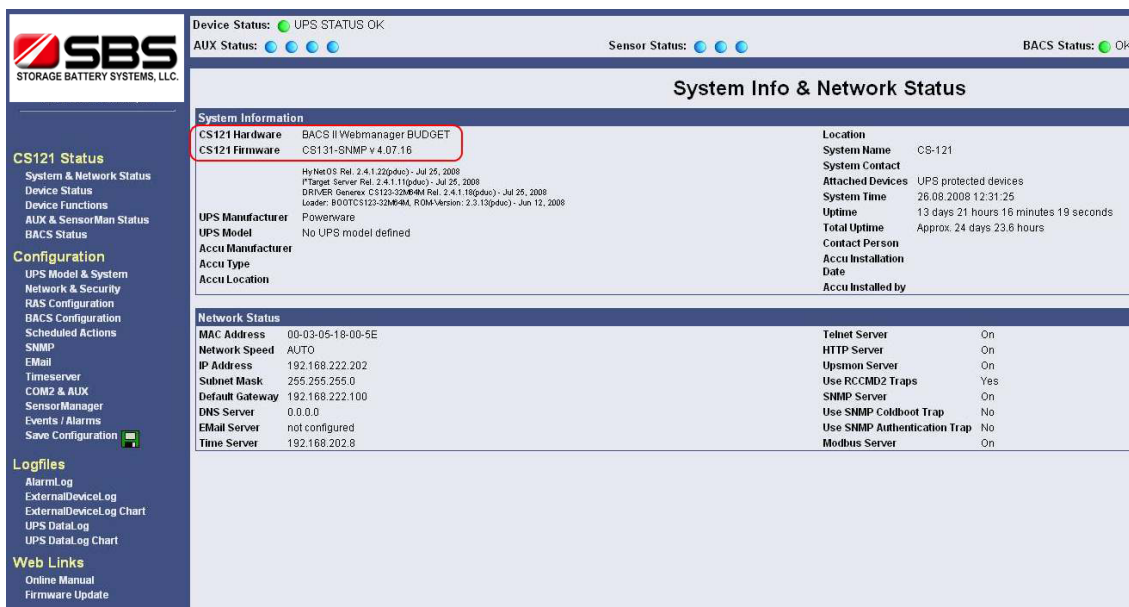 SBS
STORAGE BATTERY SYSTEMS, LLC.
Device Status: UPS STATUS OK
AUX Status: Sensor Status: BACS Status: OK
System Info & Network Status
CS121 Status
System & Network Status
Device Status
Device Functions
AUX & SensorMan Status
BACS Status
Configuration
UPS Model & System
Network & Security
RAS Configuration
BACS Configuration
Scheduled Actions
SNMP
EMail
Timeserver
COM2 & AUX
SensorManager
Events / Alarms
Save Configuration
Logfiles
AlarmLog
ExternalDeviceLog
ExternalDeviceLog Chart
UPS DataLog
UPS DataLog Chart
Web Links
Online Manual
Firmware Update
System Information
CS121 Hardware BACS II Webmanager BUDGET
CS121 Firmware CS131-SNMP v 4.07.16
HyNetOS Rel. 2.4.1.22(pduc) - Jul 25, 2008
I*Target Server Rel. 2.4.1.11(pduc) - Jul 25, 2008
DRIVER Generex CS123-32M64M Rel. 2.4.1.18(pduc) - Jul 25, 2008
Loader: BOOTCS123-32M64M, ROM-Version: 2.3.13(pduc) - Jun 12, 2008
UPS Manufacturer Powerware
UPS Model No UPS model defined
Accu Manufacturer
Accu Type
Accu Location
Location
System Name CS-121
System Contact
Attached Devices UPS protected devices
System Time 26.08.2008 12:31:25
Uptime 13 days 21 hours 16 minutes 19 seconds
Total Uptime Approx. 24 days 23.6 hours
Contact Person
Accu Installation
Date
Accu Installed by
Network Status
MAC Address 00-03-05-18-00-5E
Network Speed AUTO
IP Address 192.168.222.202
Subnet Mask 255.255.255.0
Default Gateway 192.168.222.100
DNS Server 0.0.0.0
EMail Server not configured
Time Server 192.168.202.8
Telnet Server On
HTTP Server On
Upsmon Server On
Use RCCMD2 Traps Yes
SNMP Server On
Use SNMP Coldboot Trap No
Use SNMP Authentication Trap No
Modbus Server On